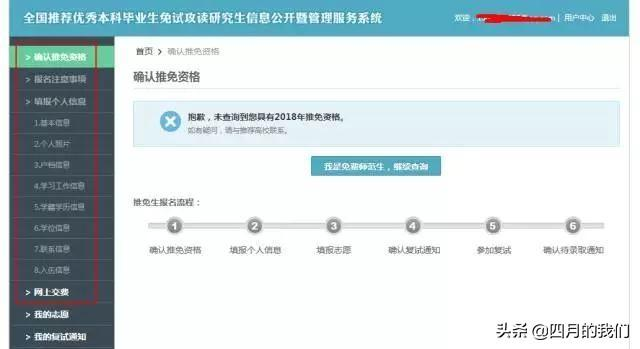 全国推荐优秀本科毕业生免试攻读研究生信息公开暨管理服务系统
欢迎, | 用户中心 | 退出
> 确认推免资格
> 报名注意事项
> 填报个人信息
1.基本信息
2.个人照片
3.户档信息
4.学习工作信息
5.学籍学历信息
6.学位信息
7.联系信息
8.入伍信息
> 网上交费
> 我的志愿
> 我的复试通知
首页 > 确认推免资格
确认推免资格
抱歉，未查询到您具有2018年推免资格。
如有疑问，请与推荐高校联系。
我是免费师范生，继续查询
推免生报名流程：
1 2 3 4 5 6
确认推免资格 填报个人信息 填报志愿 确认复试通知 参加复试 确认待录取通知
头条 @四月的我们